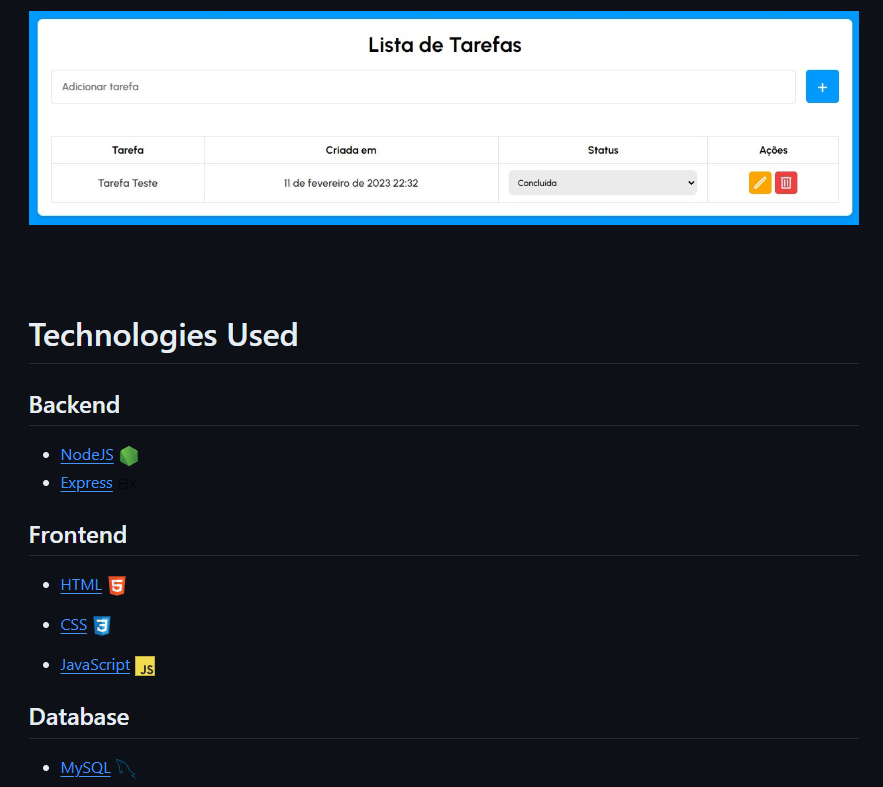 Lista de Tarefas
Adicionar tarefa
+
Tarefa Criada em Status Ações
Tarefa Teste 11 de fevereiro de 2023 22:32 Concluída
Technologies Used
Backend
NodeJS
Express ex
Frontend
HTML 5
CSS 3
JavaScript JS
Database
MySQL